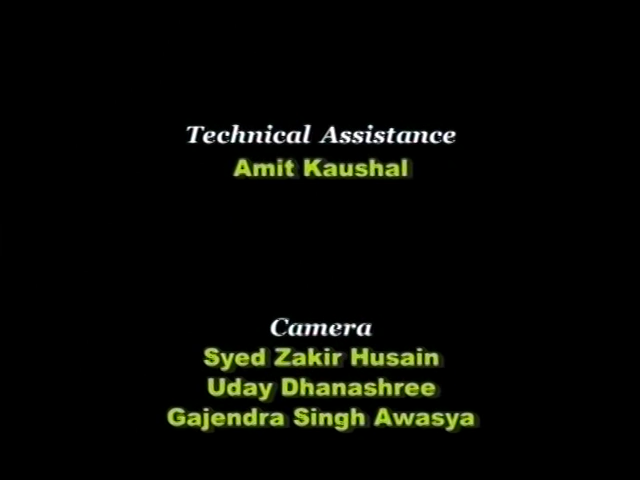 Technical Assistance
Amit Kaushal
Camera
Syed Zakir Husain
Uday Dhanashree
Gajendra Singh Awasya